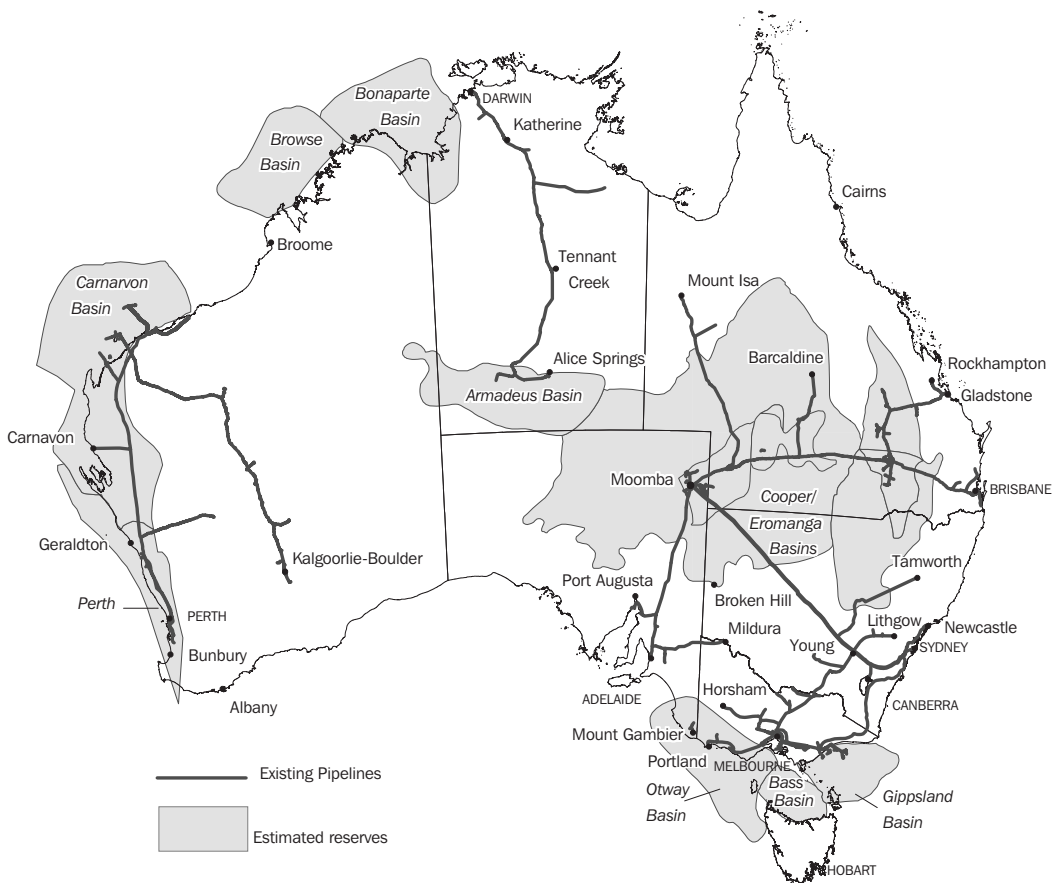 Bonaparte
Basin
DARWIN
Katherine
Browse
Basin
Cairns
Broome
Tennant
Creek
Carnarvon
Basin
Mount Isa
Alice Springs
Barcaldine
Rockhampton
Gladstone
Armadeus Basin
Carnavon
Moomba
BRISBANE
Cooper/
Eromanga
Basins
Geraldton
Kalgoorlie-Boulder
Tamworth
Port Augusta
Broken Hill
Perth
PERTH
Mildura
Lithgow
Newcastle
Young
SYDNEY
Bunbury
Horsham
ADELAIDE
CANBERRA
Albany
Mount Gambier
Portland
MELBOURNE
Existing Pipelines
Otway
Basin
Bass
Basin
Gippsland
Basin
Estimated reserves
HOBART